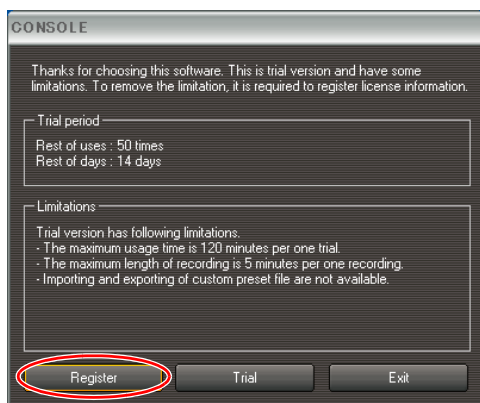 CONSOLE
Thanks for choosing this software. This is trial version and have some
limitations. To remove the limitation, it is required to register license information.
Trial period
Rest of uses : 50 times
Rest of days : 14 days
Limitations
Trial version has following limitations.
- The maximum usage time is 120 minutes per one trial.
- The maximum length of recording is 5 minutes per one recording.
- Importing and exporting of custom preset file are not available.
Register Trial Exit